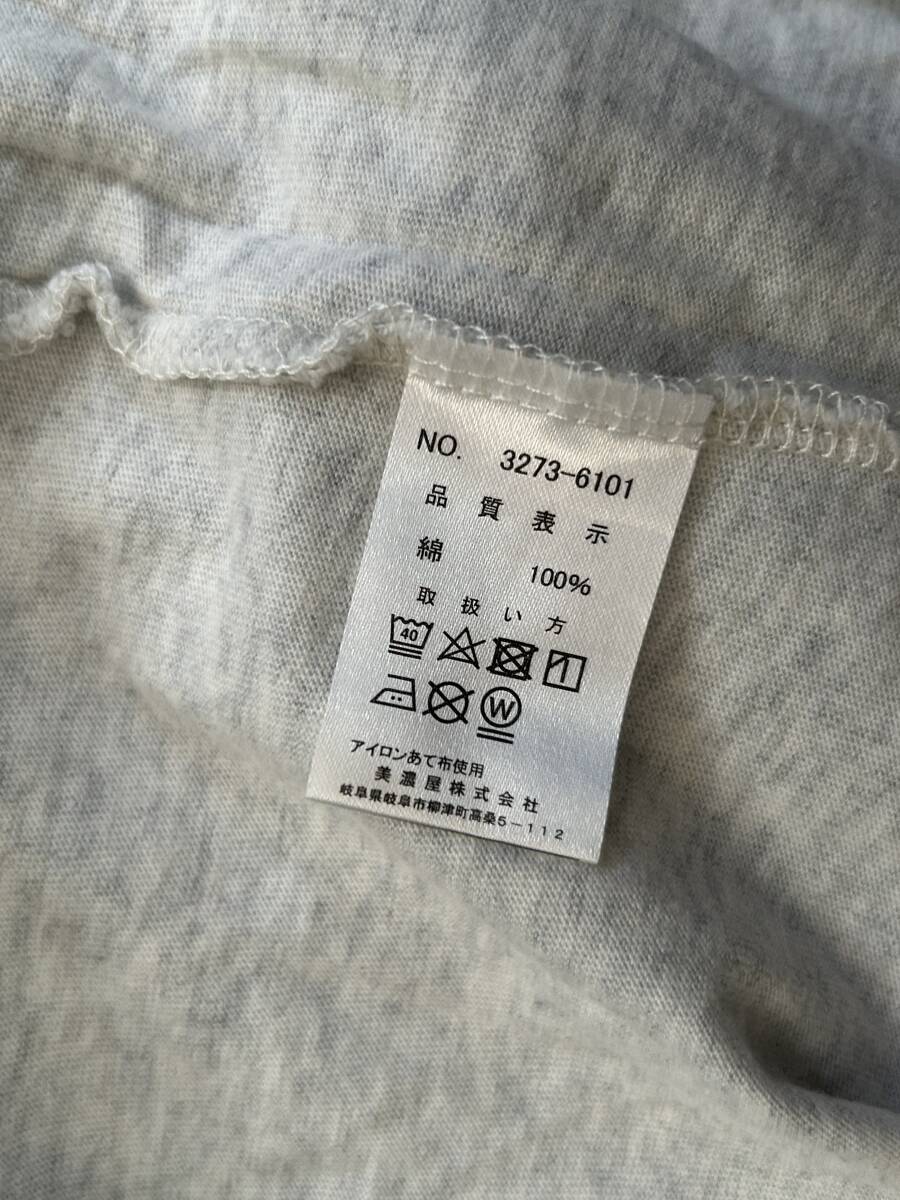 NO. 3273-6101
品質表示
綿 100%
取扱い方
40
W
アイロンあて布使用
美濃屋株式会社
岐阜県岐阜市柳津町高桑5-112